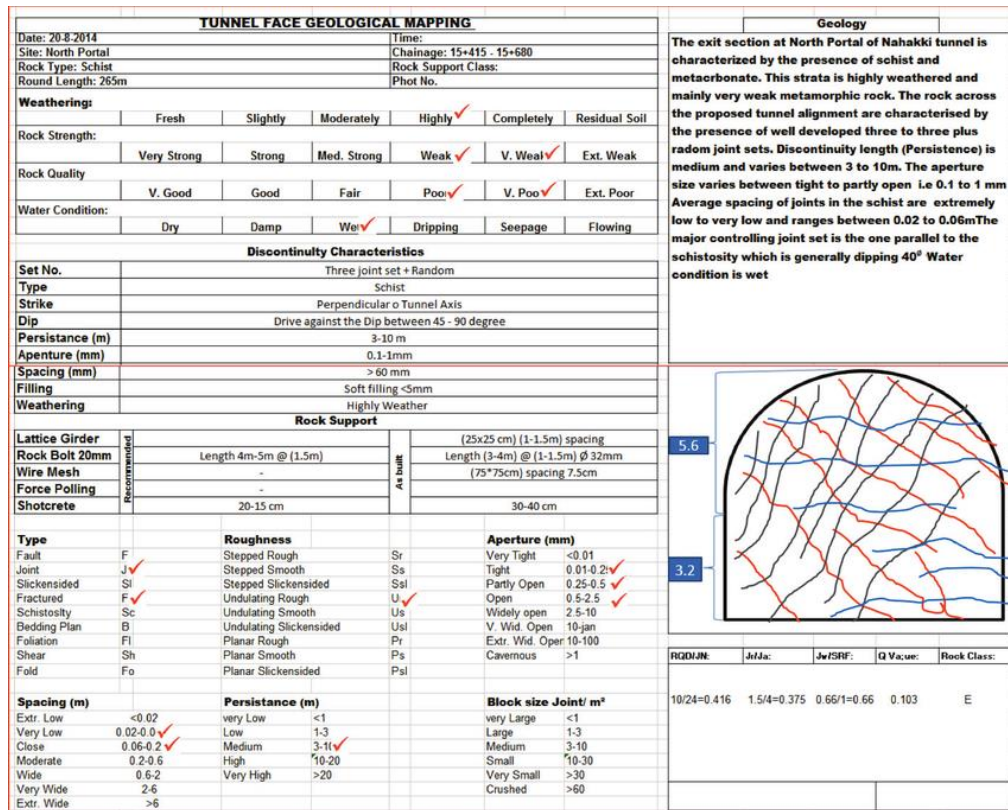 TUNNEL FACE GEOLOGICAL MAPPING
Date: 20-8-2014 Time:
Site: North Portal Chainage: 15+415 - 15+680
Rock Type: Schist Rock Support Class:
Round Length: 265m Phot No.
Weathering:
Fresh Slightly Moderately Highly Completely Residual Soil
Rock Strength:
Very Strong Strong Med. Strong Weak V. Weak Ext. Weak
Rock Quality
V. Good Good Fair Poor V. Poo Ext. Poor
Water Condition:
Dry Damp Wet Dripping Seepage Flowing
Discontinuity Characteristics
Set No. Three joint set + Random
Type Schist
Strike Perpendicular o Tunnel Axis
Dip Drive against the Dip between 45 - 90 degree
Persistance (m) 3-10 m
Apenture (mm) 0.1-1mm
Spacing (mm) >60 mm
Filling Soft filling <5mm
Weathering Highly Weather
Rock Support
Recommended
As built
Lattice Girder (25x25 cm) (1-1.5m) spacing
Rock Bolt 20mm Length 4m-5m @ (1.5m) Length (3-4m) @ (1-1.5m) Ø 32mm
Wire Mesh - (75*75cm) spacing 7.5cm
Force Polling -
Shotcrete 20-15 cm 30-40 cm
Type Roughness Aperture (mm)
Fault F Stepped Rough Sr Very Tight <0.01
Joint J Stepped Smooth Ss Tight 0.01-0.2
Slickensided Sl Stepped Slickensided Ssl Partly Open 0.25-0.5
Fractured F Undulating Rough U Open 0.5-2.5
Schistoslty Sc Undulating Smooth Us Widely open 2.5-10
Bedding Plan B Undulating Slickensided Usl V. Wid. Open 10-jan
Foliation Fl Planar Rough Pr Extr. Wid. Open 10-100
Shear Sh Planar Smooth Ps Cavernous >1
Fold Fo Planar Slickensided Psl
Spacing (m) Persistance (m) Block size Joint/ m³
Extr. Low <0.02 very Low <1 very Large <1
Very Low 0.02-0.0 Low 1-3 Large 1-3
Close 0.06-0.2 Medium 3-1( Medium 3-10
Moderate 0.2-0.6 High 10-20 Small 10-30
Wide 0.6-2 Very High >20 Very Small >30
Very Wide 2-6 Crushed >60
Extr. Wide >6
Geology
The exit section at North Portal of Nahakki tunnel is
characterized by the presence of schist and
metacrbonate. This strata is highly weathered and
mainly very weak metamorphic rock. The rock across
the proposed tunnel alignment are characterised by
the presence of well developed three to three plus
radom joint sets. Discontinuity length (Persistence) is
medium and varies between 3 to 10m. The aperture
size varies between tight to partly open i.e 0.1 to 1 mm
Average spacing of joints in the schist are extremely
low to very low and ranges between 0.02 to 0.06mThe
major controlling joint set is the one parallel to the
schistosity which is generally dipping 40⁰ Water
condition is wet
5.6
3.2
RQD/JN: Jr/Ja: Jw/SRF: Q Va;ue: Rock Class:
10/24=0.416 1.5/4=0.375 0.66/1=0.66 0.103 E